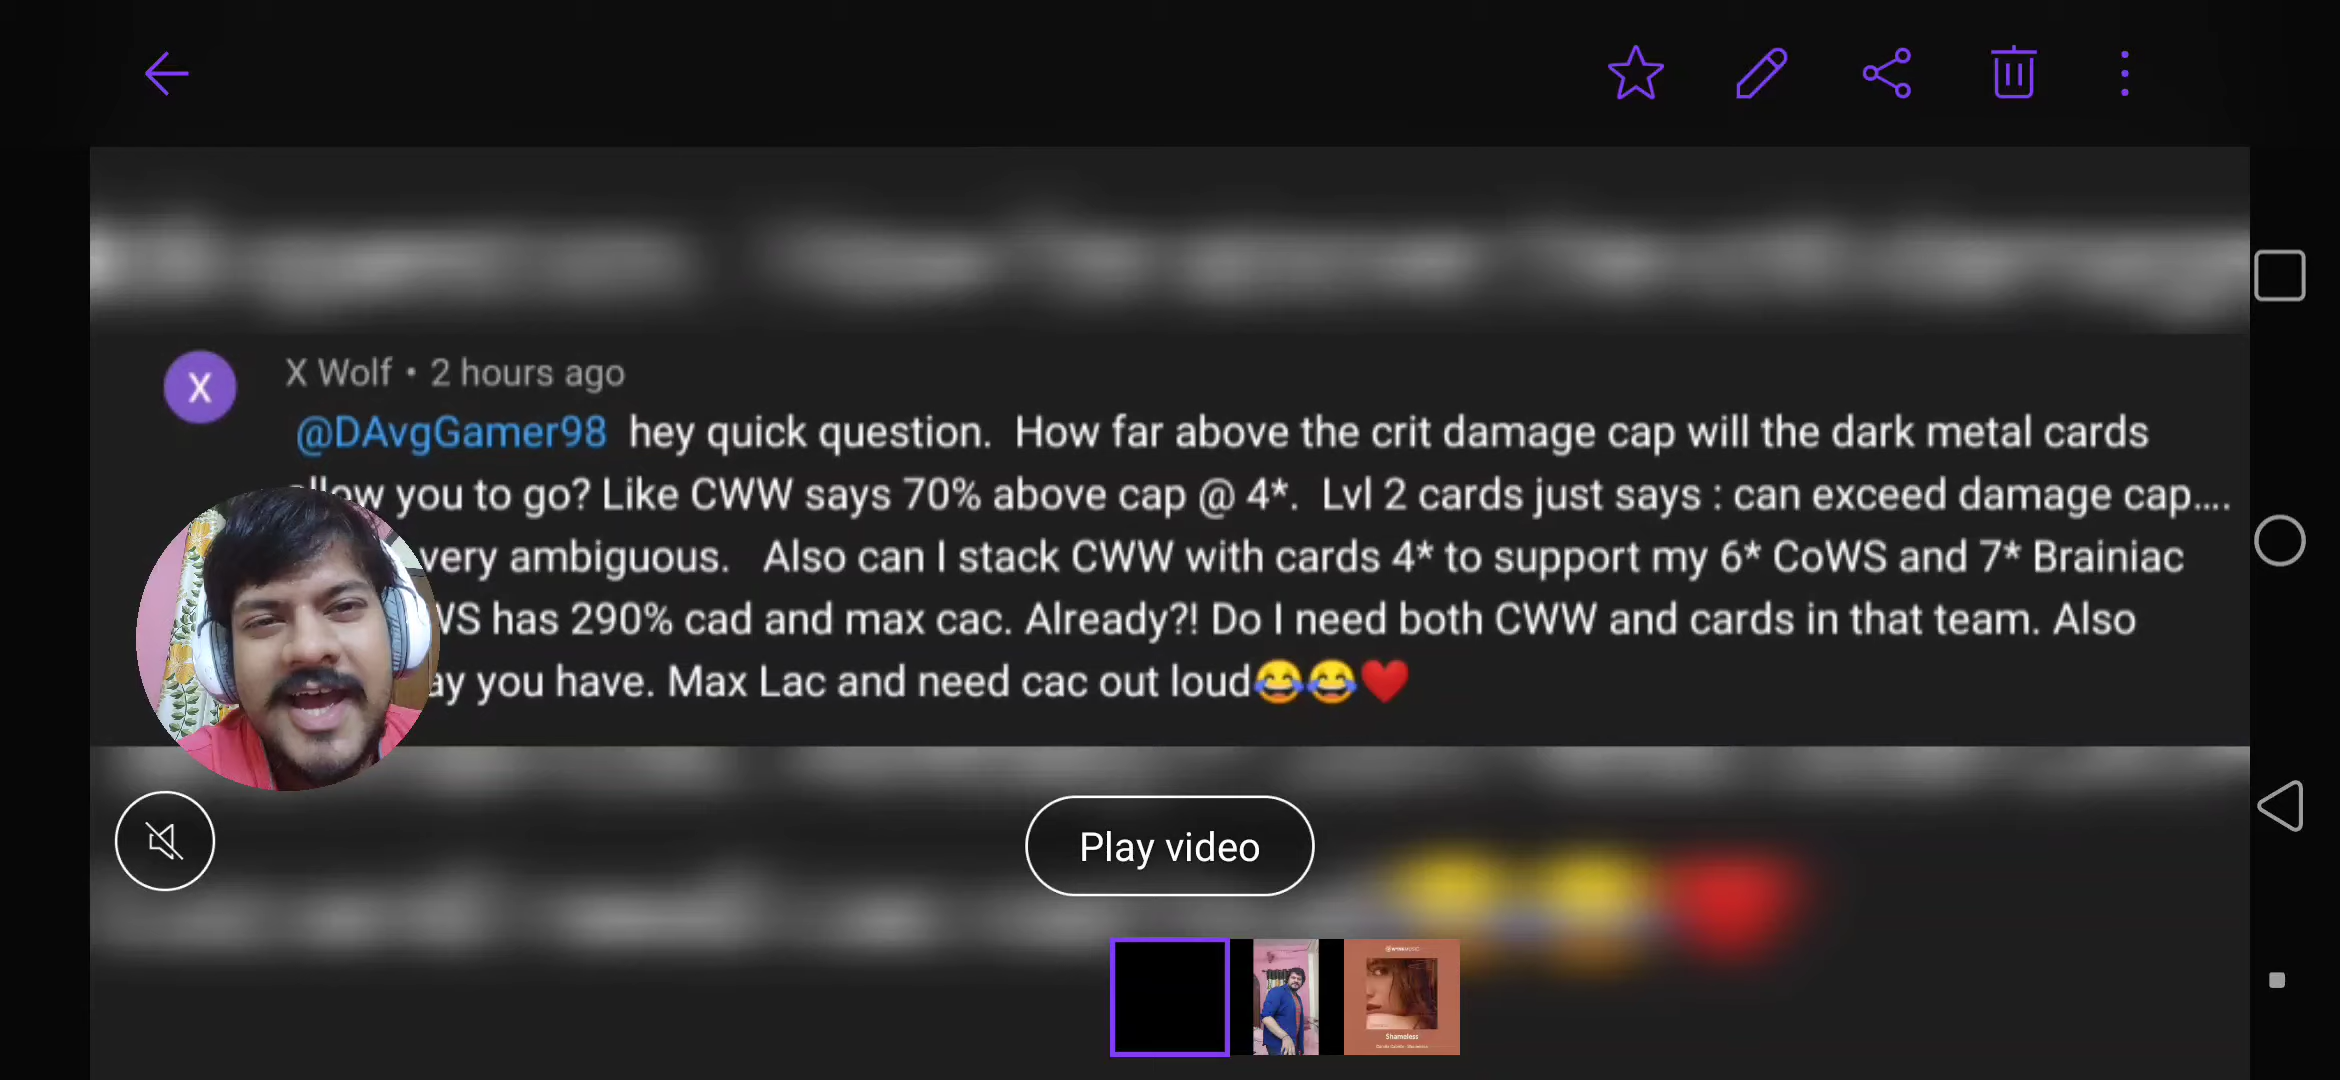 X
X Wolf • 2 hours ago
@DAvgGamer98 hey quick question. How far above the crit damage cap will the dark metal cards
allow you to go? Like CWW says 70% above cap @ 4*. Lvl 2 cards just says : can exceed damage cap....
very ambiguous. Also can I stack CWW with cards 4* to support my 6* CoWS and 7* Brainiac
WS has 290% cad and max cac. Already?! Do I need both CWW and cards in that team. Also
ay you have. Max Lac and need cac out loud😂😂❤️
Play video
Shameless